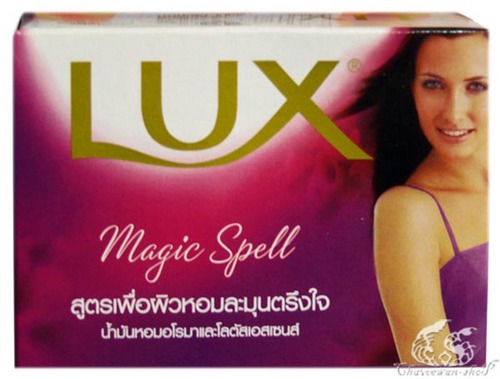 LUX®
Magic Spell
สูตรเพื่อผิวหอมละมุนตรึงใจ
น้ำมันหอมอโรมาและโลตัสเอสเซนส์
Chaleewan-shop